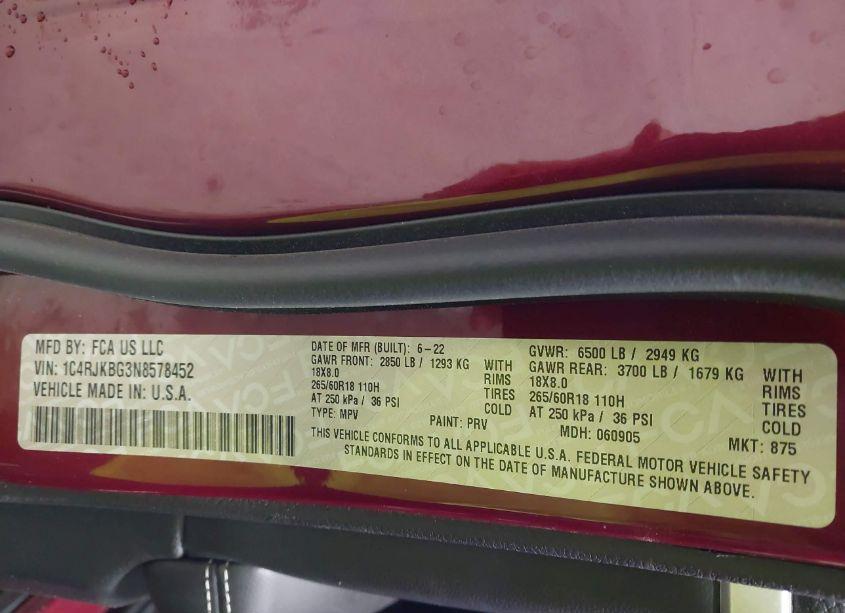 MFD BY: FCA US LLC
VIN: 1C4RJKBG3N8578452
VEHICLE MADE IN U.S.A.
DATE OF MFR (BUILT): 6-22
GAWR FRONT: 2850 LB / 1293 KG WITH
18X8.0 RIMS
265/60R18 110H TIRES
AT 250 kPa / 36 PSI COLD
TYPE: MPV PAINT: PRV
GVWR: 6500 LB / 2949 KG
GAWR REAR: 3700 LB / 1679 KG WITH
18X8.0 RIMS
265/60R18 110H TIRES
AT 250 kPa / 36 PSI COLD
MDH: 060905 MKT: 875
THIS VEHICLE CONFORMS TO ALL APPLICABLE U.S.A. FEDERAL MOTOR VEHICLE SAFETY
STANDARDS IN EFFECT ON THE DATE OF MANUFACTURE SHOWN ABOVE.